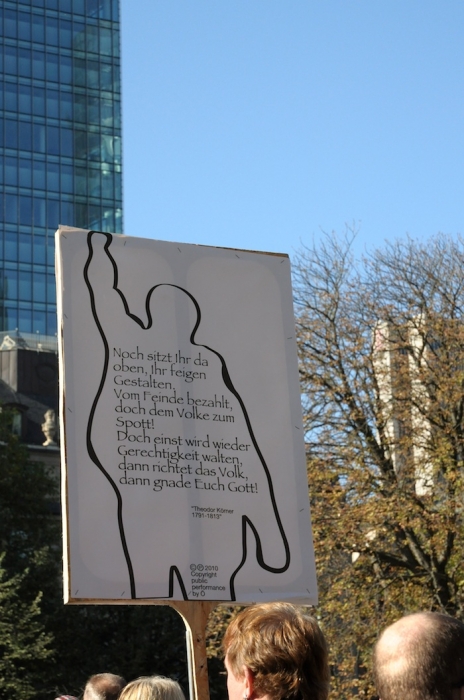 Noch sitzt Ihr da
oben, Ihr feigen
Gestalten,
Vom Feinde bezahlt,
doch dem Volke zum
Spott!
Doch einst wird wieder
Gerechtigkeit walten,
dann richtet das Volk,
dann gnade Euch Gott!
"Theodor Körner
1791-1813"
©℗ 2010
Copyright
public
performance
by Ö